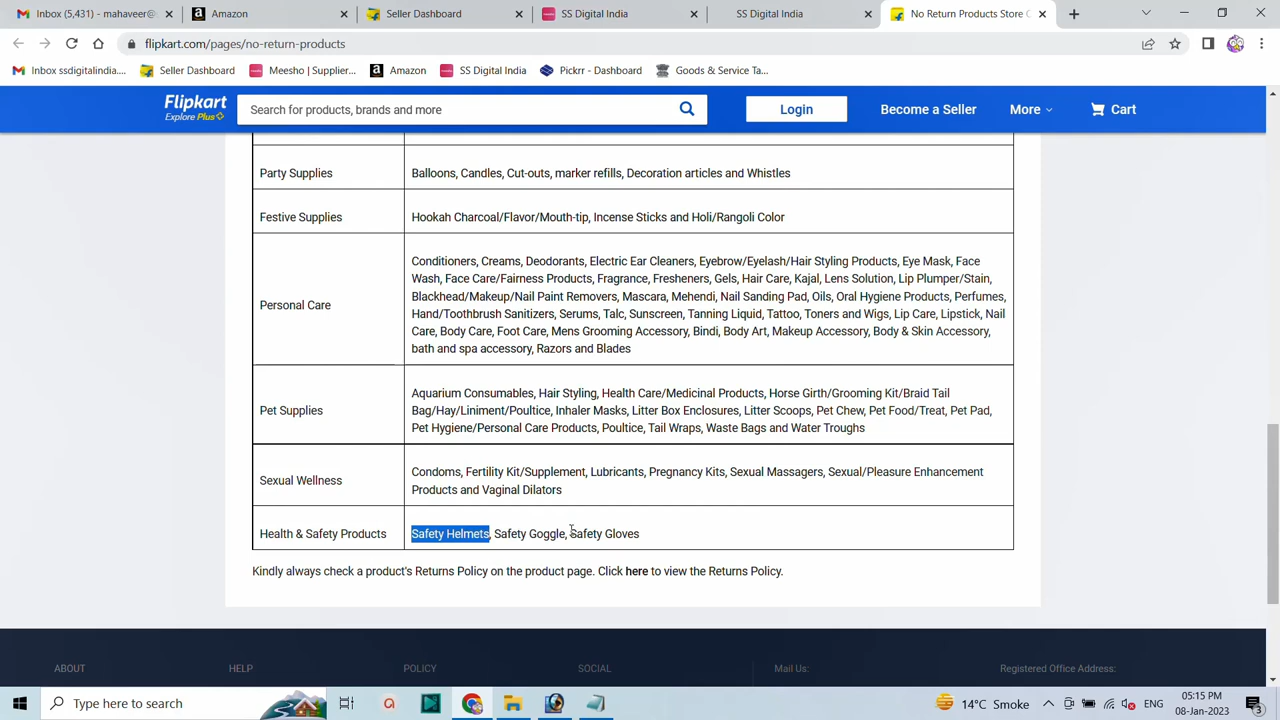 Inbox (5,431) - mahaveer@
Amazon
Seller Dashboard
SS Digital India
SS Digital India
No Return Products Store O
flipkart.com/pages/no-return-products
Inbox ssdigitalindia....
Seller Dashboard
Meesho | Supplier...
Amazon
SS Digital India
Pickrr - Dashboard
Goods & Service Ta...
Flipkart
Explore Plus
Search for products, brands and more
Login
Become a Seller
More
Cart
Party Supplies
Balloons, Candles, Cut-outs, marker refills, Decoration articles and Whistles
Festive Supplies
Hookah Charcoal/Flavor/Mouth-tip, Incense Sticks and Holi/Rangoli Color
Personal Care
Conditioners, Creams, Deodorants, Electric Ear Cleaners, Eyebrow/Eyelash/Hair Styling Products, Eye Mask, Face
Wash, Face Care/Fairness Products, Fragrance, Fresheners, Gels, Hair Care, Kajal, Lens Solution, Lip Plumper/Stain,
Blackhead/Makeup/Nail Paint Removers, Mascara, Mehendi, Nail Sanding Pad, Oils, Oral Hygiene Products, Perfumes,
Hand/Toothbrush Sanitizers, Serums, Talc, Sunscreen, Tanning Liquid, Tattoo, Toners and Wigs, Lip Care, Lipstick, Nail
Care, Body Care, Foot Care, Mens Grooming Accessory, Bindi, Body Art, Makeup Accessory, Body & Skin Accessory,
bath and spa accessory, Razors and Blades
Pet Supplies
Aquarium Consumables, Hair Styling, Health Care/Medicinal Products, Horse Girth/Grooming Kit/Braid Tail
Bag/Hay/Liniment/Poultice, Inhaler Masks, Litter Box Enclosures, Litter Scoops, Pet Chew, Pet Food/Treat, Pet Pad,
Pet Hygiene/Personal Care Products, Poultice, Tail Wraps, Waste Bags and Water Troughs
Sexual Wellness
Condoms, Fertility Kit/Supplement, Lubricants, Pregnancy Kits, Sexual Massagers, Sexual/Pleasure Enhancement
Products and Vaginal Dilators
Health & Safety Products
Safety Helmets, Safety Goggle, Safety Gloves
Kindly always check a product's Returns Policy on the product page. Click here to view the Returns Policy.
ABOUT
HELP
POLICY
SOCIAL
Mail Us:
Registered Office Address:
Type here to search
14°C Smoke
ENG
05:15 PM
08-Jan-2023
3